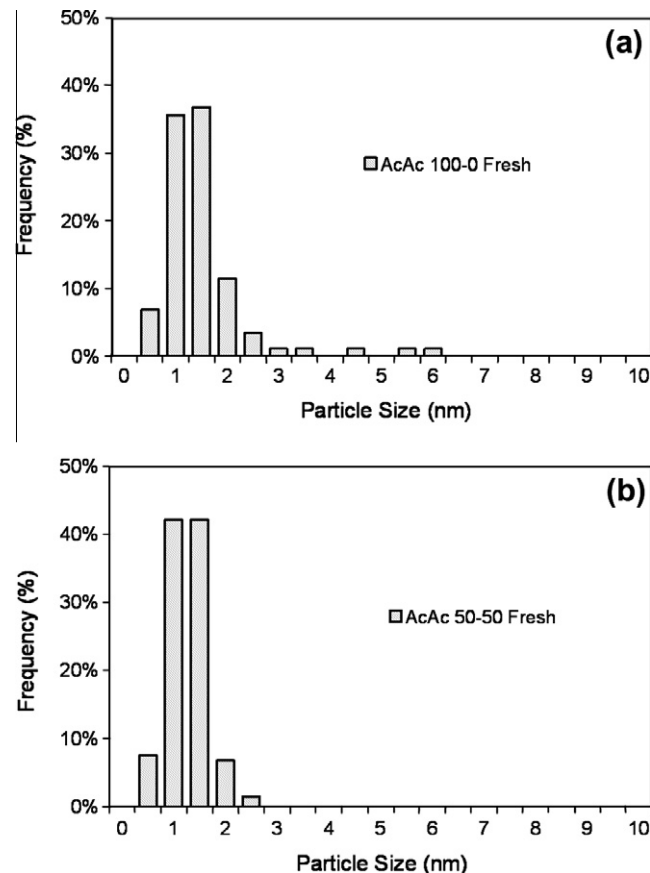 (a)
50%
40%
30%
20%
10%
0%
Frequency (%)
AcAc 100-0 Fresh
0 1 2 3 4 5 6 7 8 9 10
Particle Size (nm)
(b)
50%
40%
30%
20%
10%
0%
Frequency (%)
AcAc 50-50 Fresh
0 1 2 3 4 5 6 7 8 9 10
Particle Size (nm)